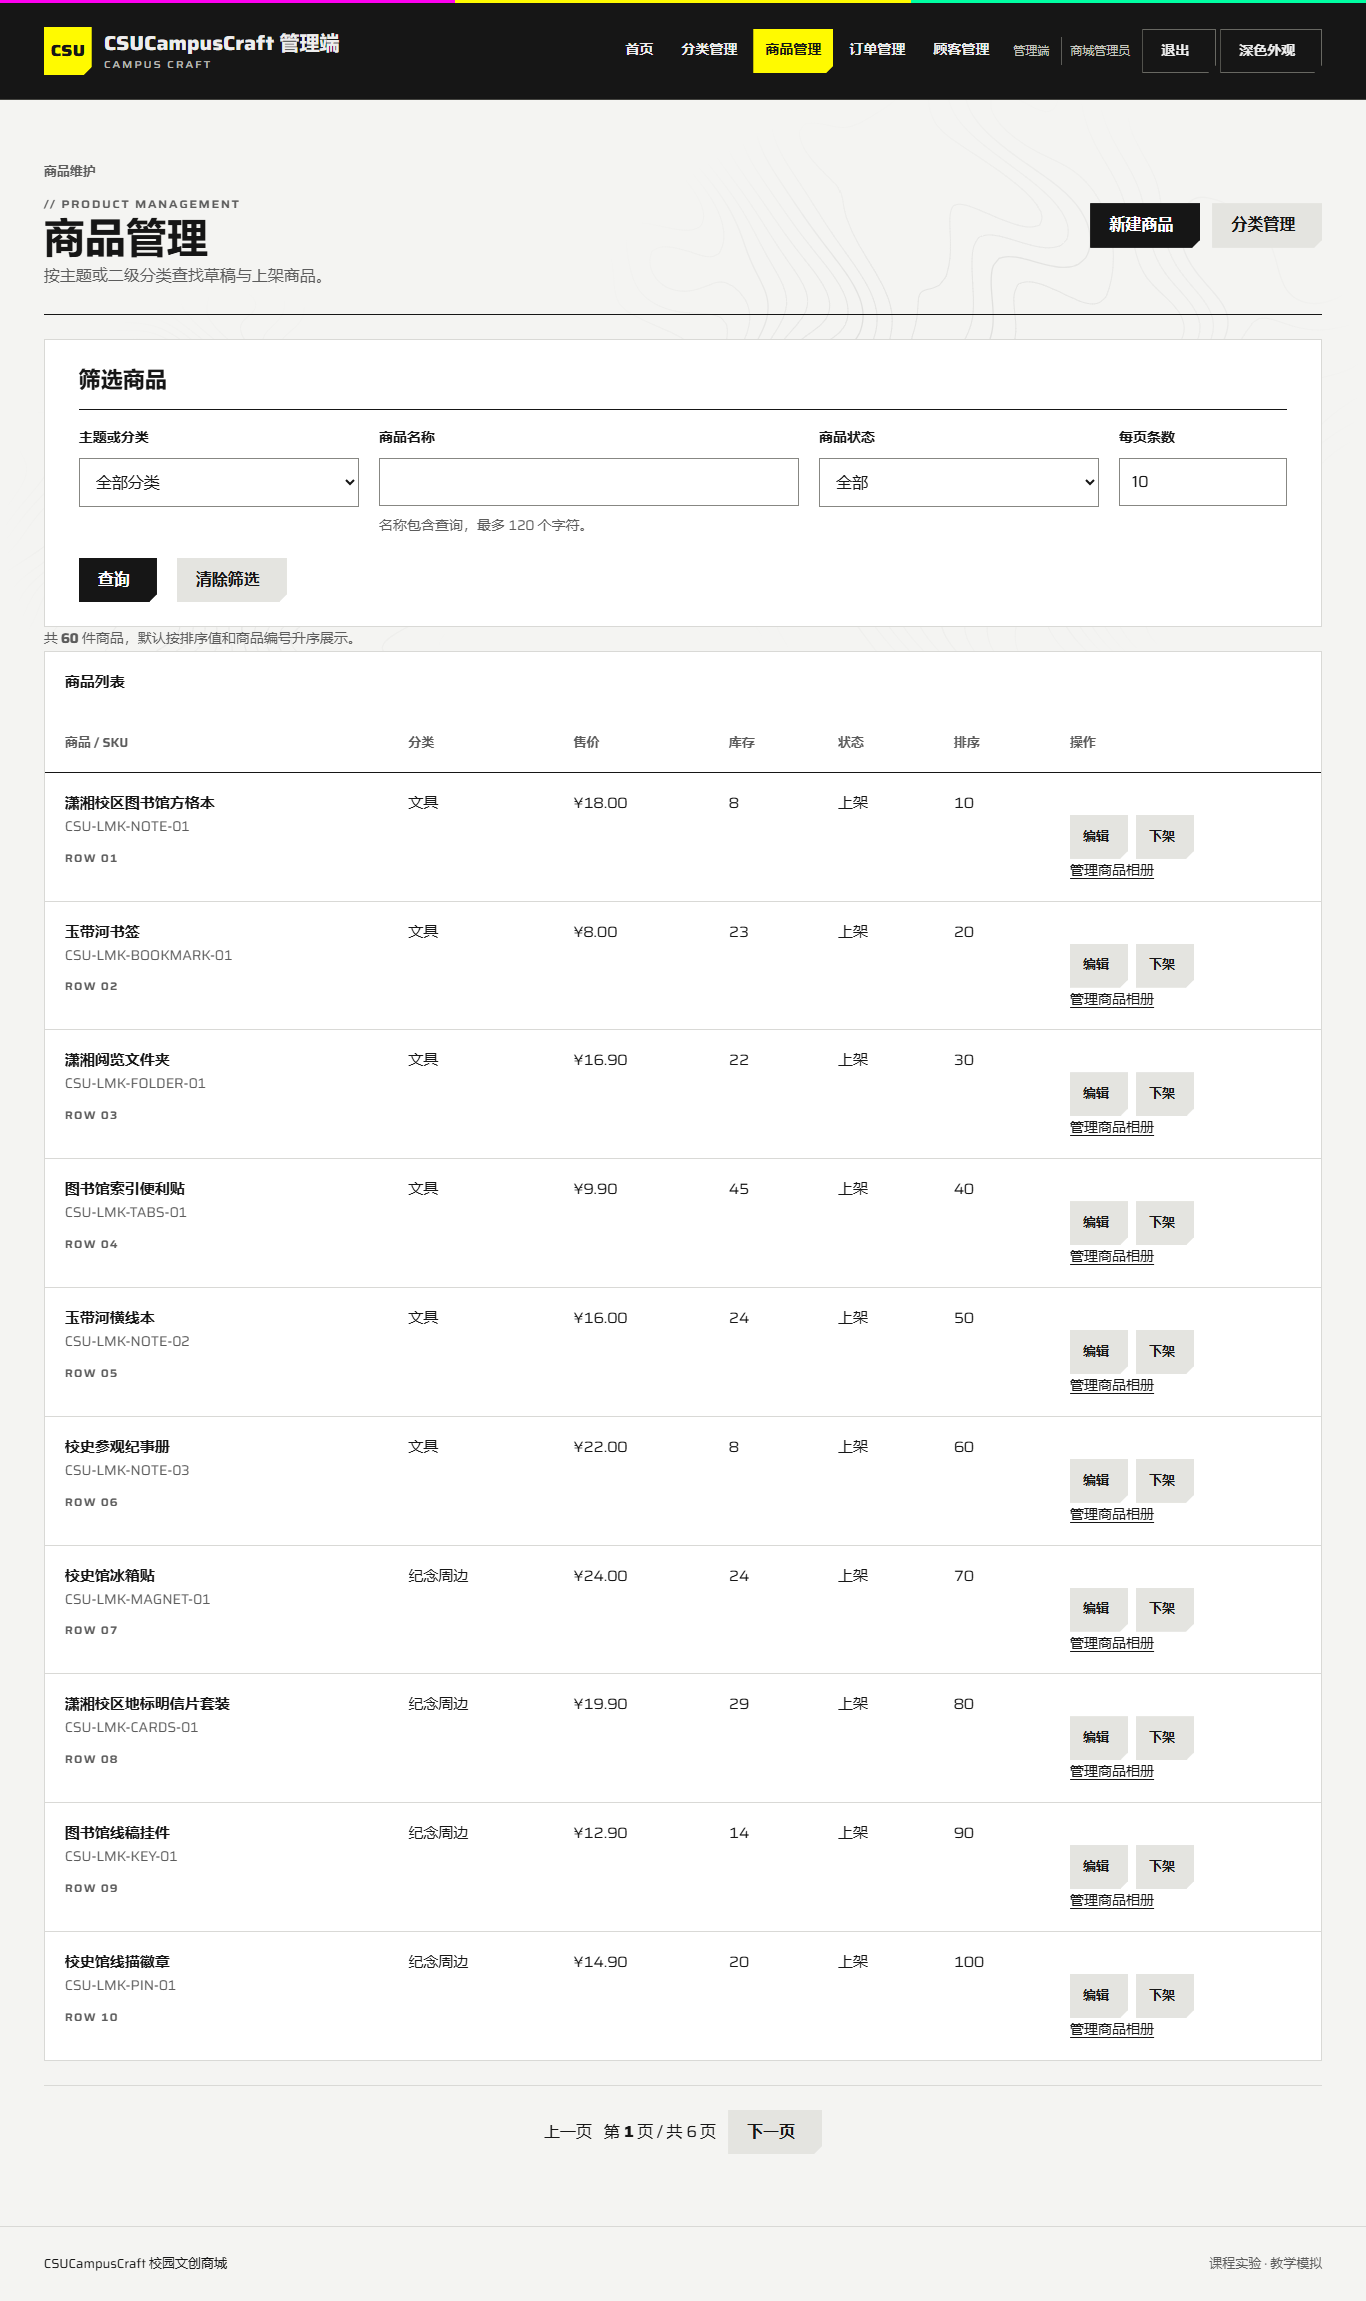 CSU
CSUCampusCraft 管理端
CAMPUS CRAFT
首页 分类管理 商品管理 订单管理 顾客管理 管理端 商城管理员 退出 深色外观
商品维护
// PRODUCT MANAGEMENT
商品管理
按主题或二级分类查找草稿与上架商品。
新建商品 分类管理
筛选商品
主题或分类 商品名称 商品状态 每页条数
全部分类 全部 10
名称包含查询，最多 120 个字符。
查询 清除筛选
共 60 件商品，默认按排序值和商品编号升序展示。
商品列表
商品 / SKU 分类 售价 库存 状态 排序 操作
潇湘校区图书馆方格本 文具 ¥18.00 8 上架 10
CSU-LMK-NOTE-01
编辑 下架
ROW 01
管理商品相册
玉带河书签 文具 ¥8.00 23 上架 20
CSU-LMK-BOOKMARK-01
编辑 下架
ROW 02
管理商品相册
潇湘阅览文件夹 文具 ¥16.90 22 上架 30
CSU-LMK-FOLDER-01
编辑 下架
ROW 03
管理商品相册
图书馆索引便利贴 文具 ¥9.90 45 上架 40
CSU-LMK-TABS-01
编辑 下架
ROW 04
管理商品相册
玉带河横线本 文具 ¥16.00 24 上架 50
CSU-LMK-NOTE-02
编辑 下架
ROW 05
管理商品相册
校史参观纪事册 文具 ¥22.00 8 上架 60
CSU-LMK-NOTE-03
编辑 下架
ROW 06
管理商品相册
校史馆冰箱贴 纪念周边 ¥24.00 24 上架 70
CSU-LMK-MAGNET-01
编辑 下架
ROW 07
管理商品相册
潇湘校区地标明信片套装 纪念周边 ¥19.90 29 上架 80
CSU-LMK-CARDS-01
编辑 下架
ROW 08
管理商品相册
图书馆线稿挂件 纪念周边 ¥12.90 14 上架 90
CSU-LMK-KEY-01
编辑 下架
ROW 09
管理商品相册
校史馆线描徽章 纪念周边 ¥14.90 20 上架 100
CSU-LMK-PIN-01
编辑 下架
ROW 10
管理商品相册
上一页 第 1 页 / 共 6 页 下一页
CSUCampusCraft 校园文创商城
课程实验 · 教学模拟